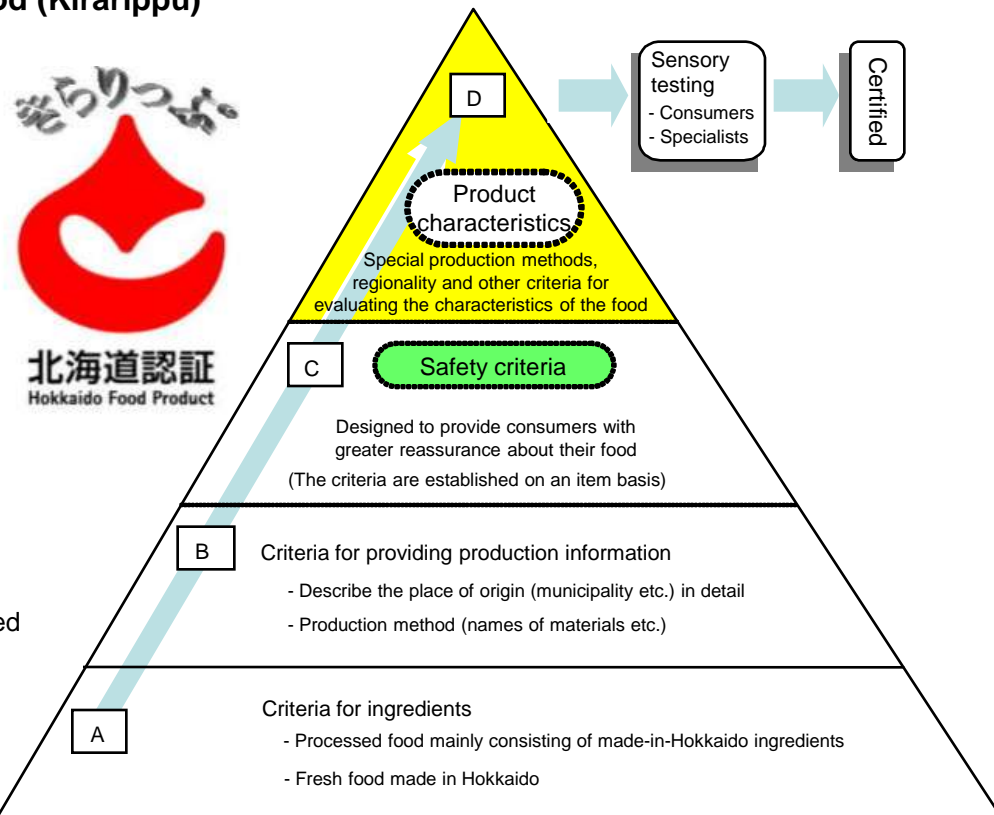 od (Kirarippu)
きらりっぷ
北海道認証
Hokkaido Food Product
D
Sensory
testing
- Consumers
- Specialists
Certified
Product
characteristics
Special production methods,
regionality and other criteria for
evaluating the characteristics of the food
C
Safety criteria
Designed to provide consumers with
greater reassurance about their food
(The criteria are established on an item basis)
B
Criteria for providing production information
- Describe the place of origin (municipality etc.) in detail
- Production method (names of materials etc.)
ed
A
Criteria for ingredients
- Processed food mainly consisting of made-in-Hokkaido ingredients
- Fresh food made in Hokkaido